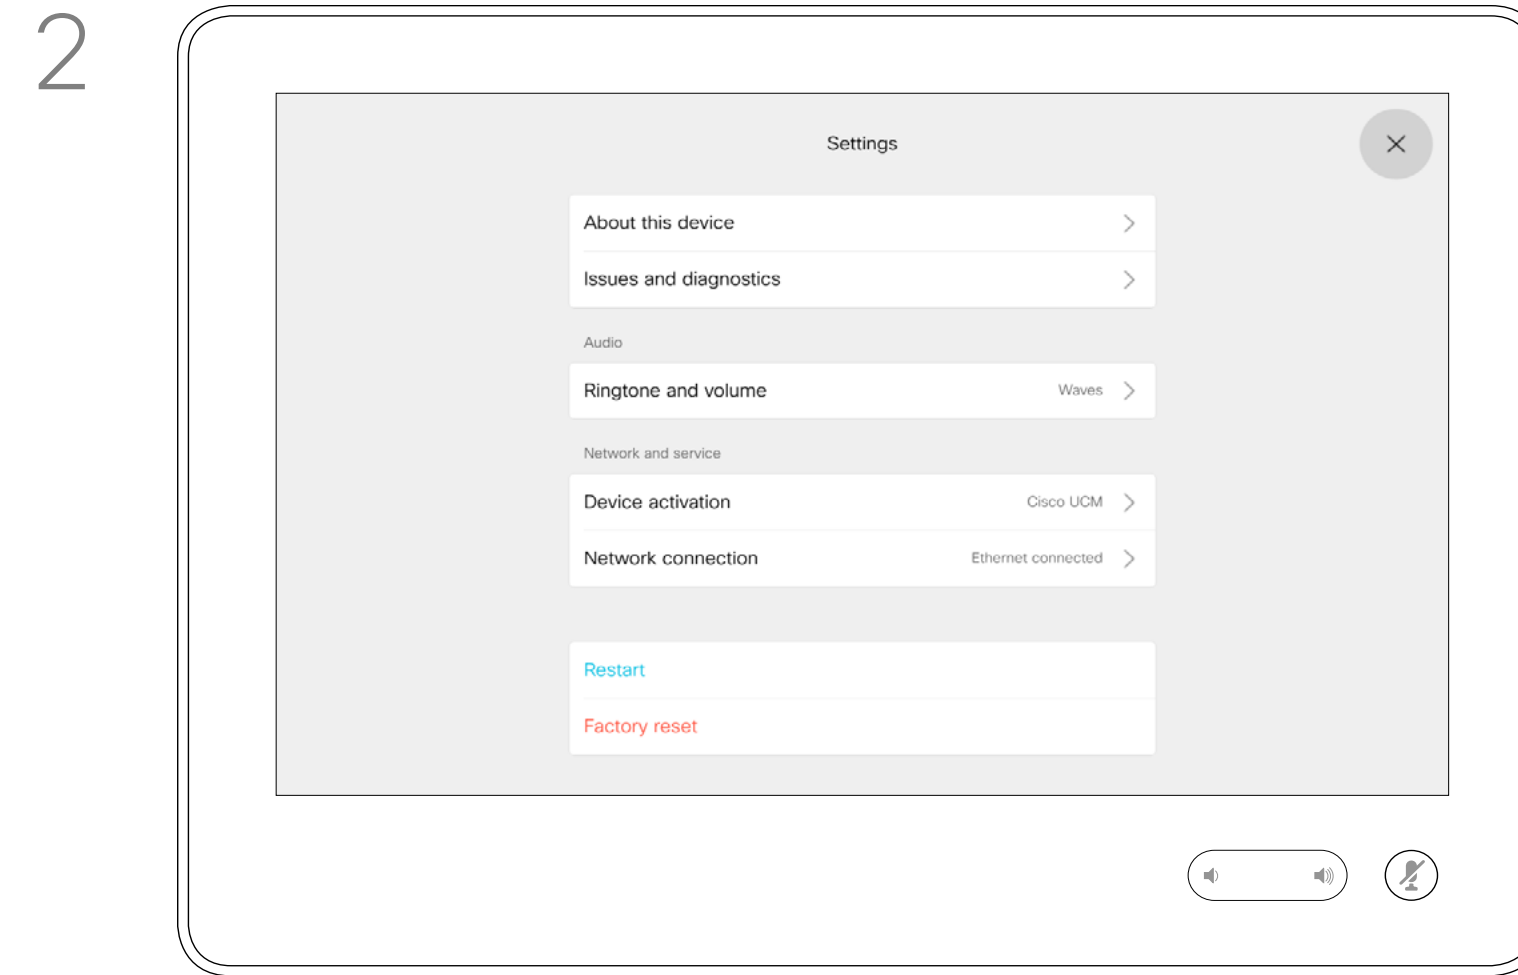 2
Settings
About this device
Issues and diagnostics
Audio
Ringtone and volume Waves
Network and service
Device activation Cisco UCM
Network connection Ethernet connected
Restart
Factory reset